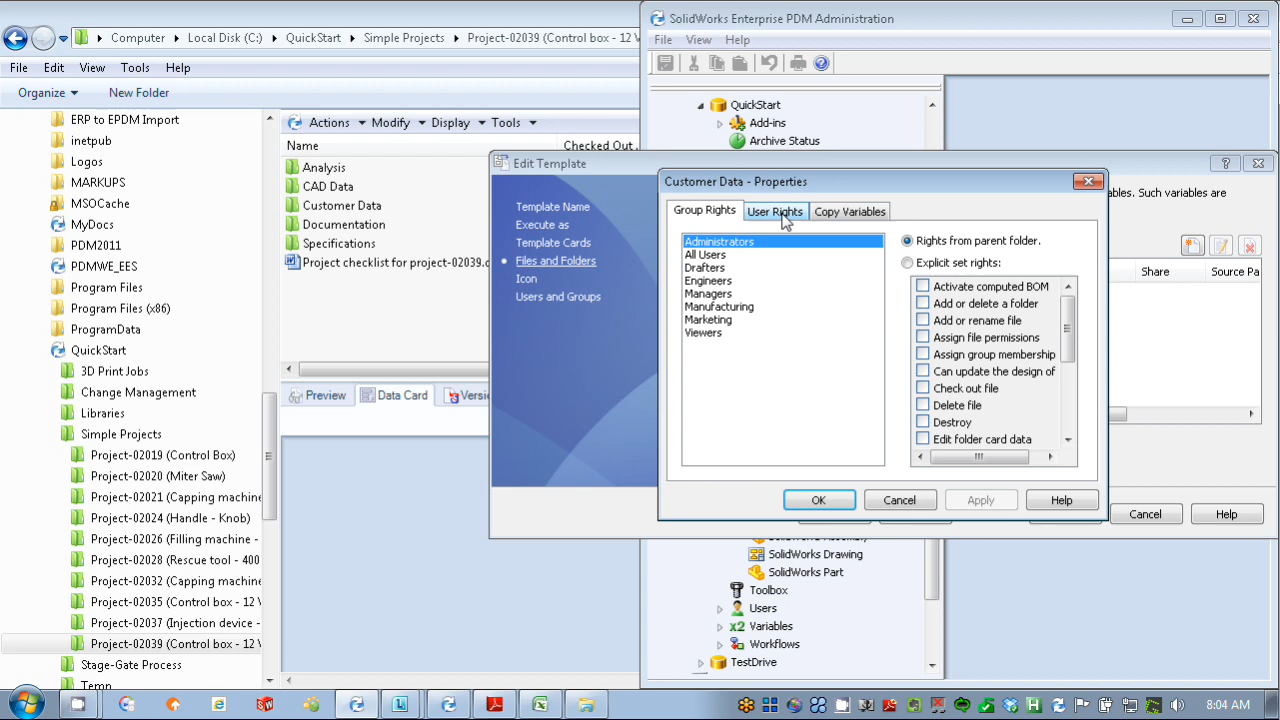 Computer
Local Disk (C:)
QuickStart
Simple Projects
Project-02039 (Control box - 12 V
File
Edit
View
Tools
Help
Organize
New Folder
ERP to EPDM Import
inetpub
Logos
MARKUPS
MSOCache
MyDocs
PDM2011
PDMWE_EES
Program Files
Program Files (x86)
ProgramData
QuickStart
3D Print Jobs
Change Management
Libraries
Simple Projects
Project-02019 (Control Box)
Project-02020 (Miter Saw)
Project-02021 (Capping machine
Project-02024 (Handle - Knob)
Project-02026 (Filling machine -
Project-02028 (Rescue tool - 400
Project-02032 (Capping machine
Project-02035 (Control box - 12 V
Project-02037 (Injection device -
Project-02039 (Control box - 12 V
Stage-Gate Process
Temp
Actions
Modify
Display
Tools
Name
Checked Out
Analysis
CAD Data
Customer Data
Documentation
Specifications
Project checklist for project-02039.
Preview
Data Card
Versi
SolidWorks Enterprise PDM Administration
File
View
Help
QuickStart
Add-ins
Archive Status
Edit Template
Template Name
Execute as
Template Cards
Files and Folders
Icon
Users and Groups
ables. Such variables are
Share
Source Pa
Cancel
Help
Customer Data - Properties
Group Rights
User Rights
Copy Variables
Administrators
All Users
Drafters
Engineers
Managers
Manufacturing
Marketing
Viewers
Rights from parent folder.
Explicit set rights:
Activate computed BOM
Add or delete a folder
Add or rename file
Assign file permissions
Assign group membership
Can update the design of
Check out file
Delete file
Destroy
Edit folder card data
OK
Cancel
Apply
Help
SolidWorks Drawing
SolidWorks Part
Toolbox
Users
x2 Variables
Workflows
TestDrive
8:04 AM